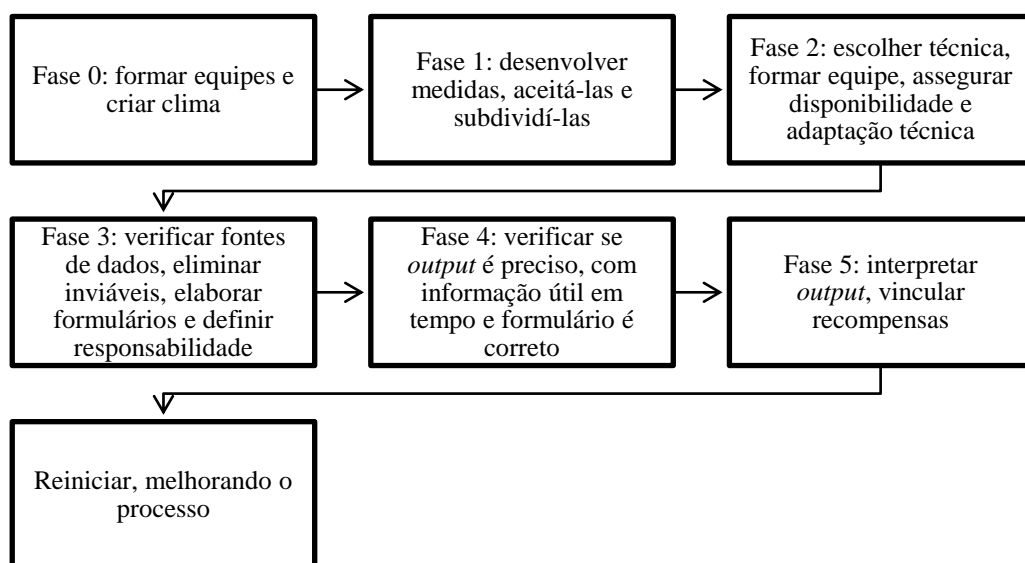 Fase 0: formar equipes e
criar clima
Fase 1: desenvolver
medidas, aceitá-las e
subdividí-las
Fase 2: escolher técnica,
formar equipe, assegurar
disponibilidade e
adaptação técnica
Fase 3: verificar fontes
de dados, eliminar
inviáveis, elaborar
formulários e definir
responsabilidade
Fase 4: verificar se
output é preciso, com
informação útil em
tempo e formulário é
correto
Fase 5: interpretar
output, vincular
recompensas
Reiniciar, melhorando o
processo